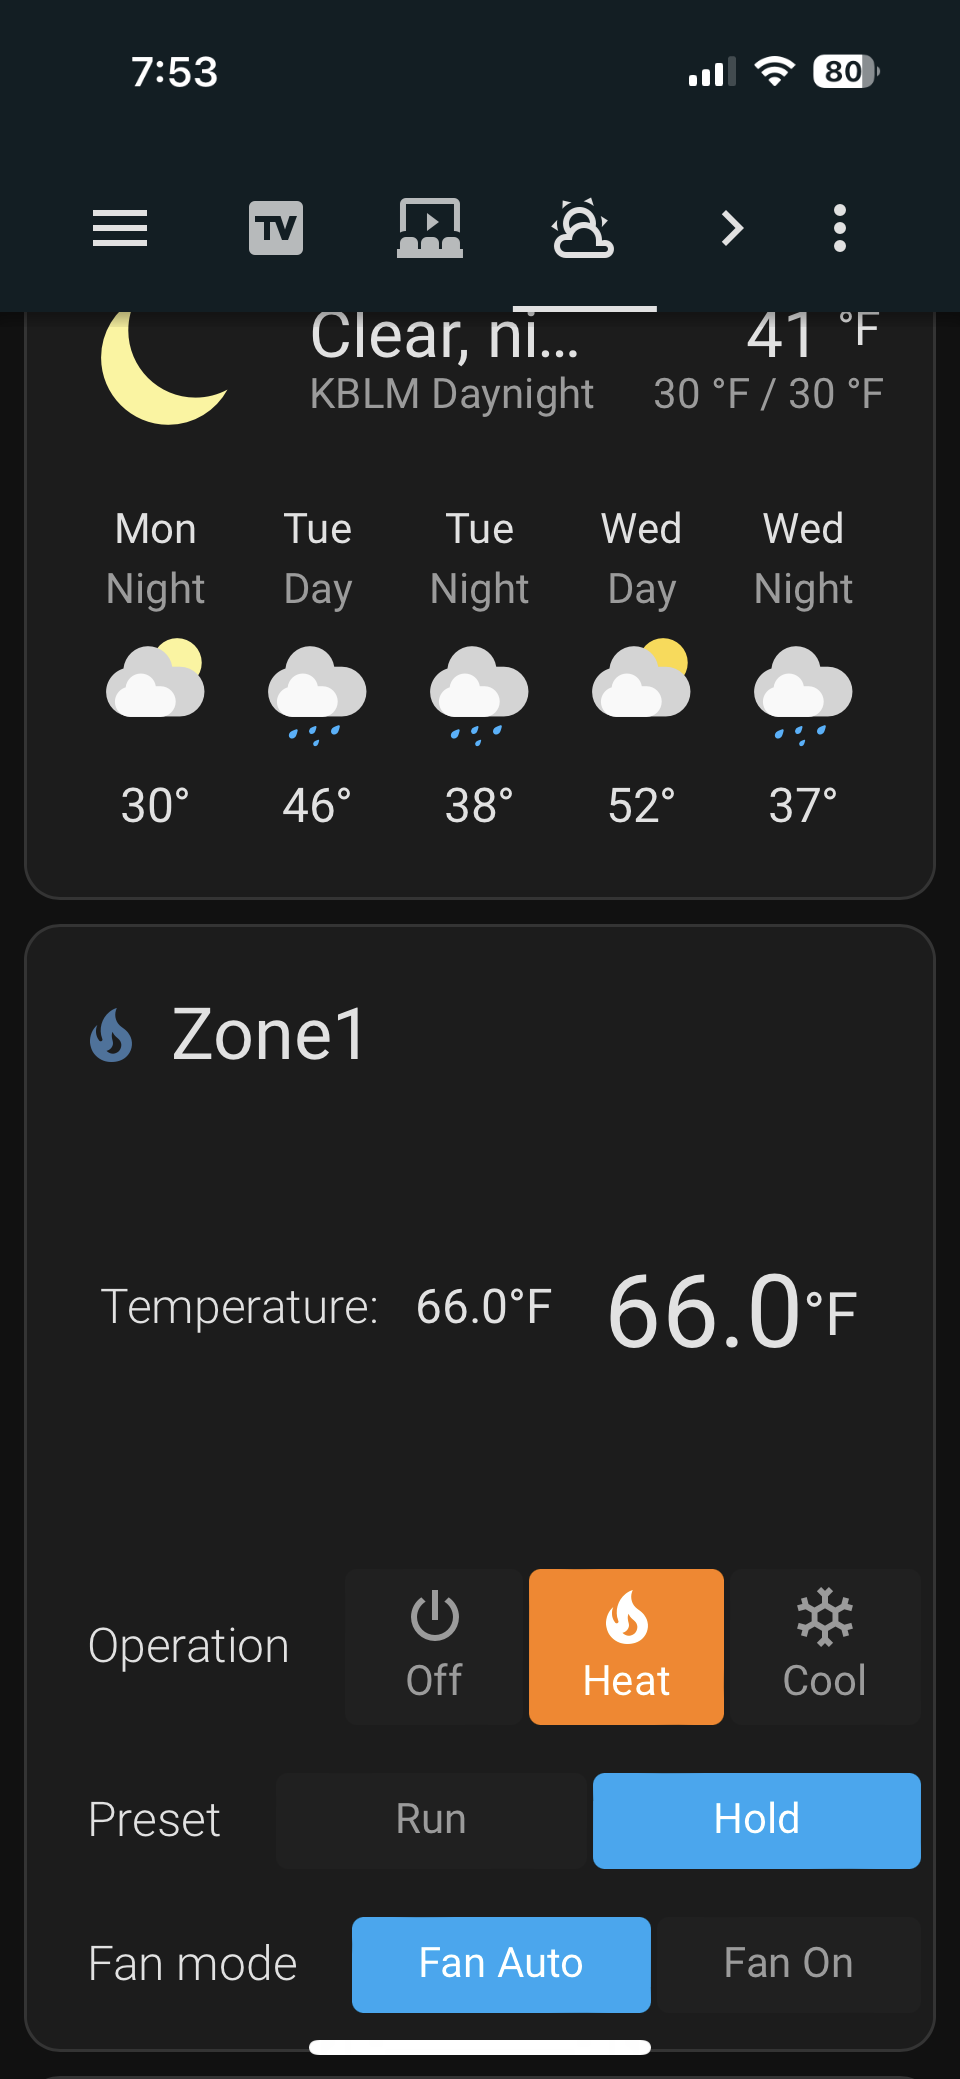 7:53 80
TV
Clear, ni... 41 °F
KBLM Daynight 30 °F / 30 °F
Mon Tue Tue Wed Wed
Night Day Night Day Night
30° 46° 38° 52° 37°
Zone1
Temperature: 66.0°F 66.0°F
Operation Off Heat Cool
Preset Run Hold
Fan mode Fan Auto Fan On